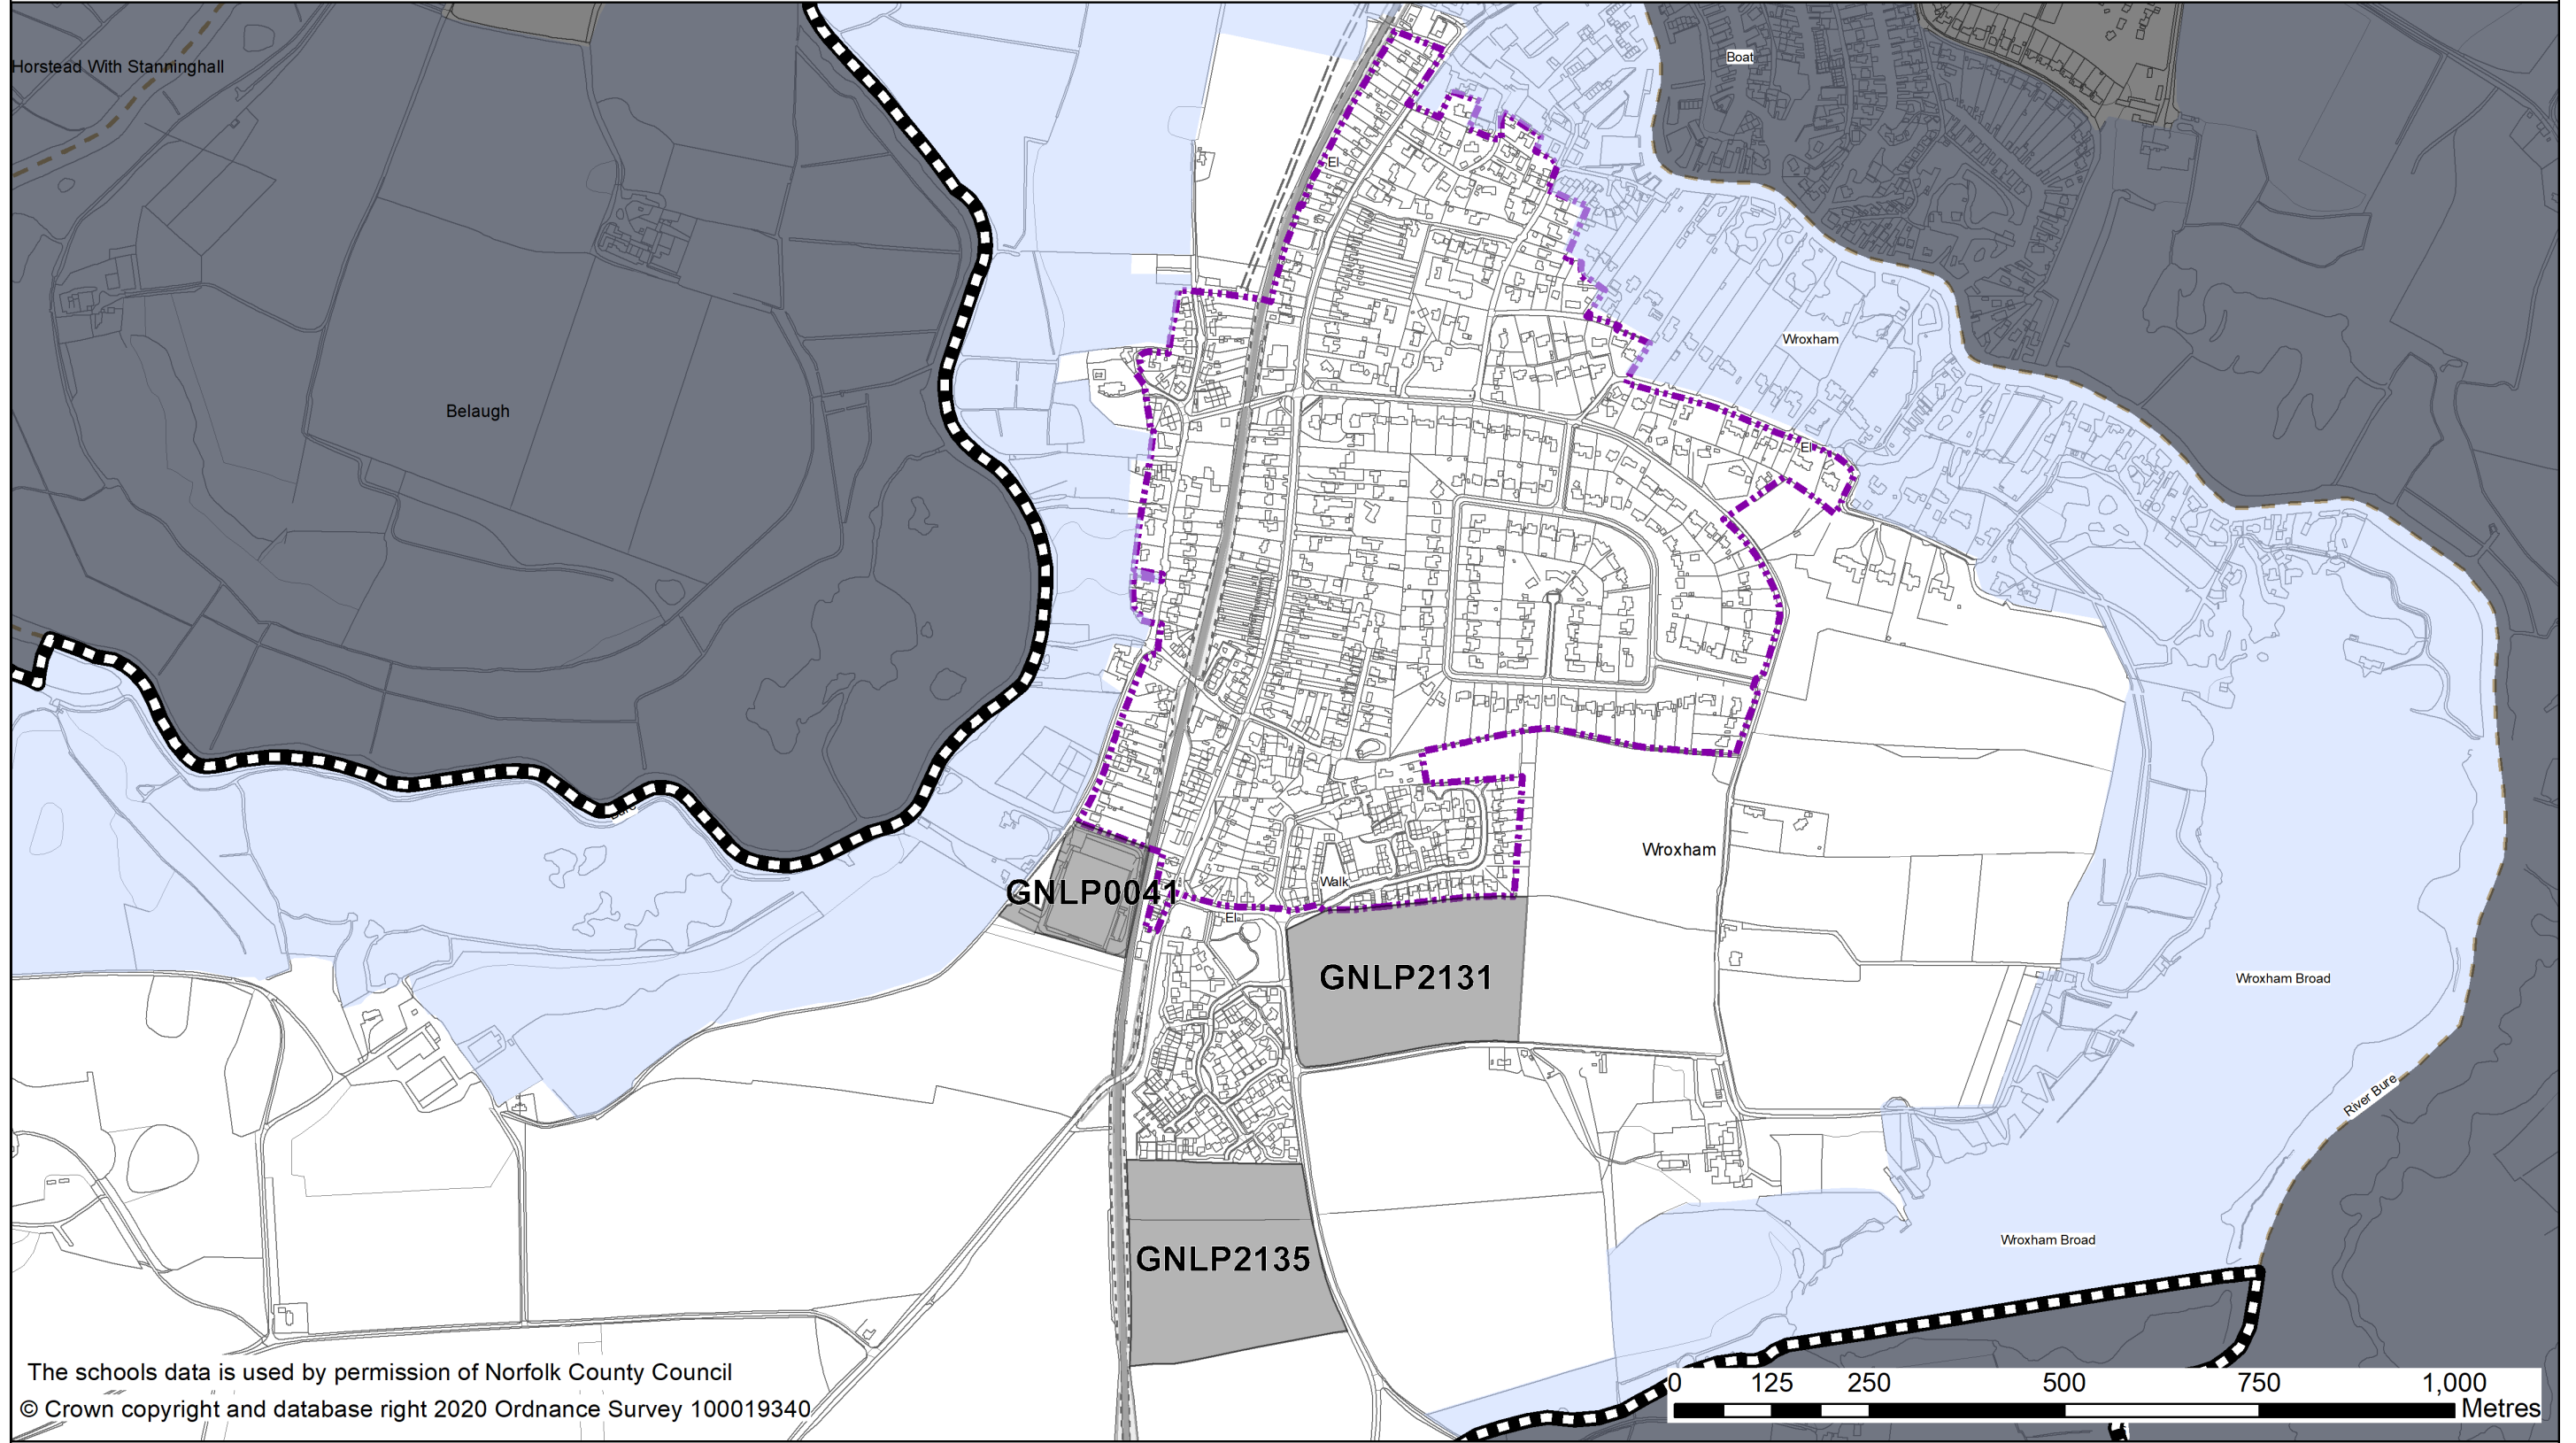 Boat
Horstead With Stanninghall
El
Wroxham
Belaugh
El
Wroxham
Walk
GNLP0041
El
GNLP2131
Wroxham Broad
River Bure
Wroxham Broad
GNLP2135
The schools data is used by permission of Norfolk County Council
© Crown copyright and database right 2020 Ordnance Survey 100019340
0 125 250 500 750 1,000
Metres